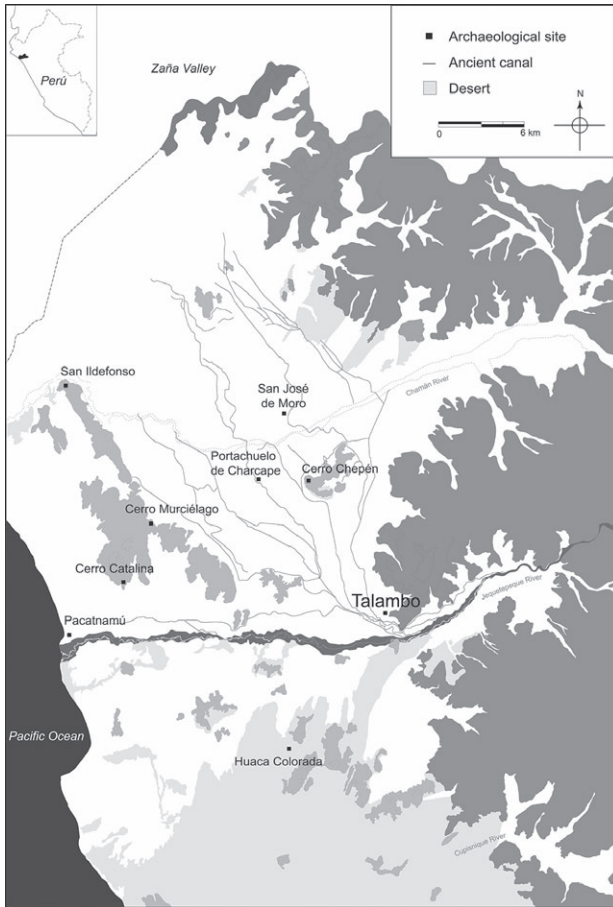 Perú
Zaña Valley
Archaeological site
Ancient canal
Desert
N
0 6 km
San Ildefonso
San José
de Moro
Chamán River
Portachuelo
de Charcape
Cerro Chepén
Cerro Murciélago
Cerro Catalina
Talambo
Jequetepeque River
Pacatnamú
Pacific Ocean
Huaca Colorada
Cupisnique River